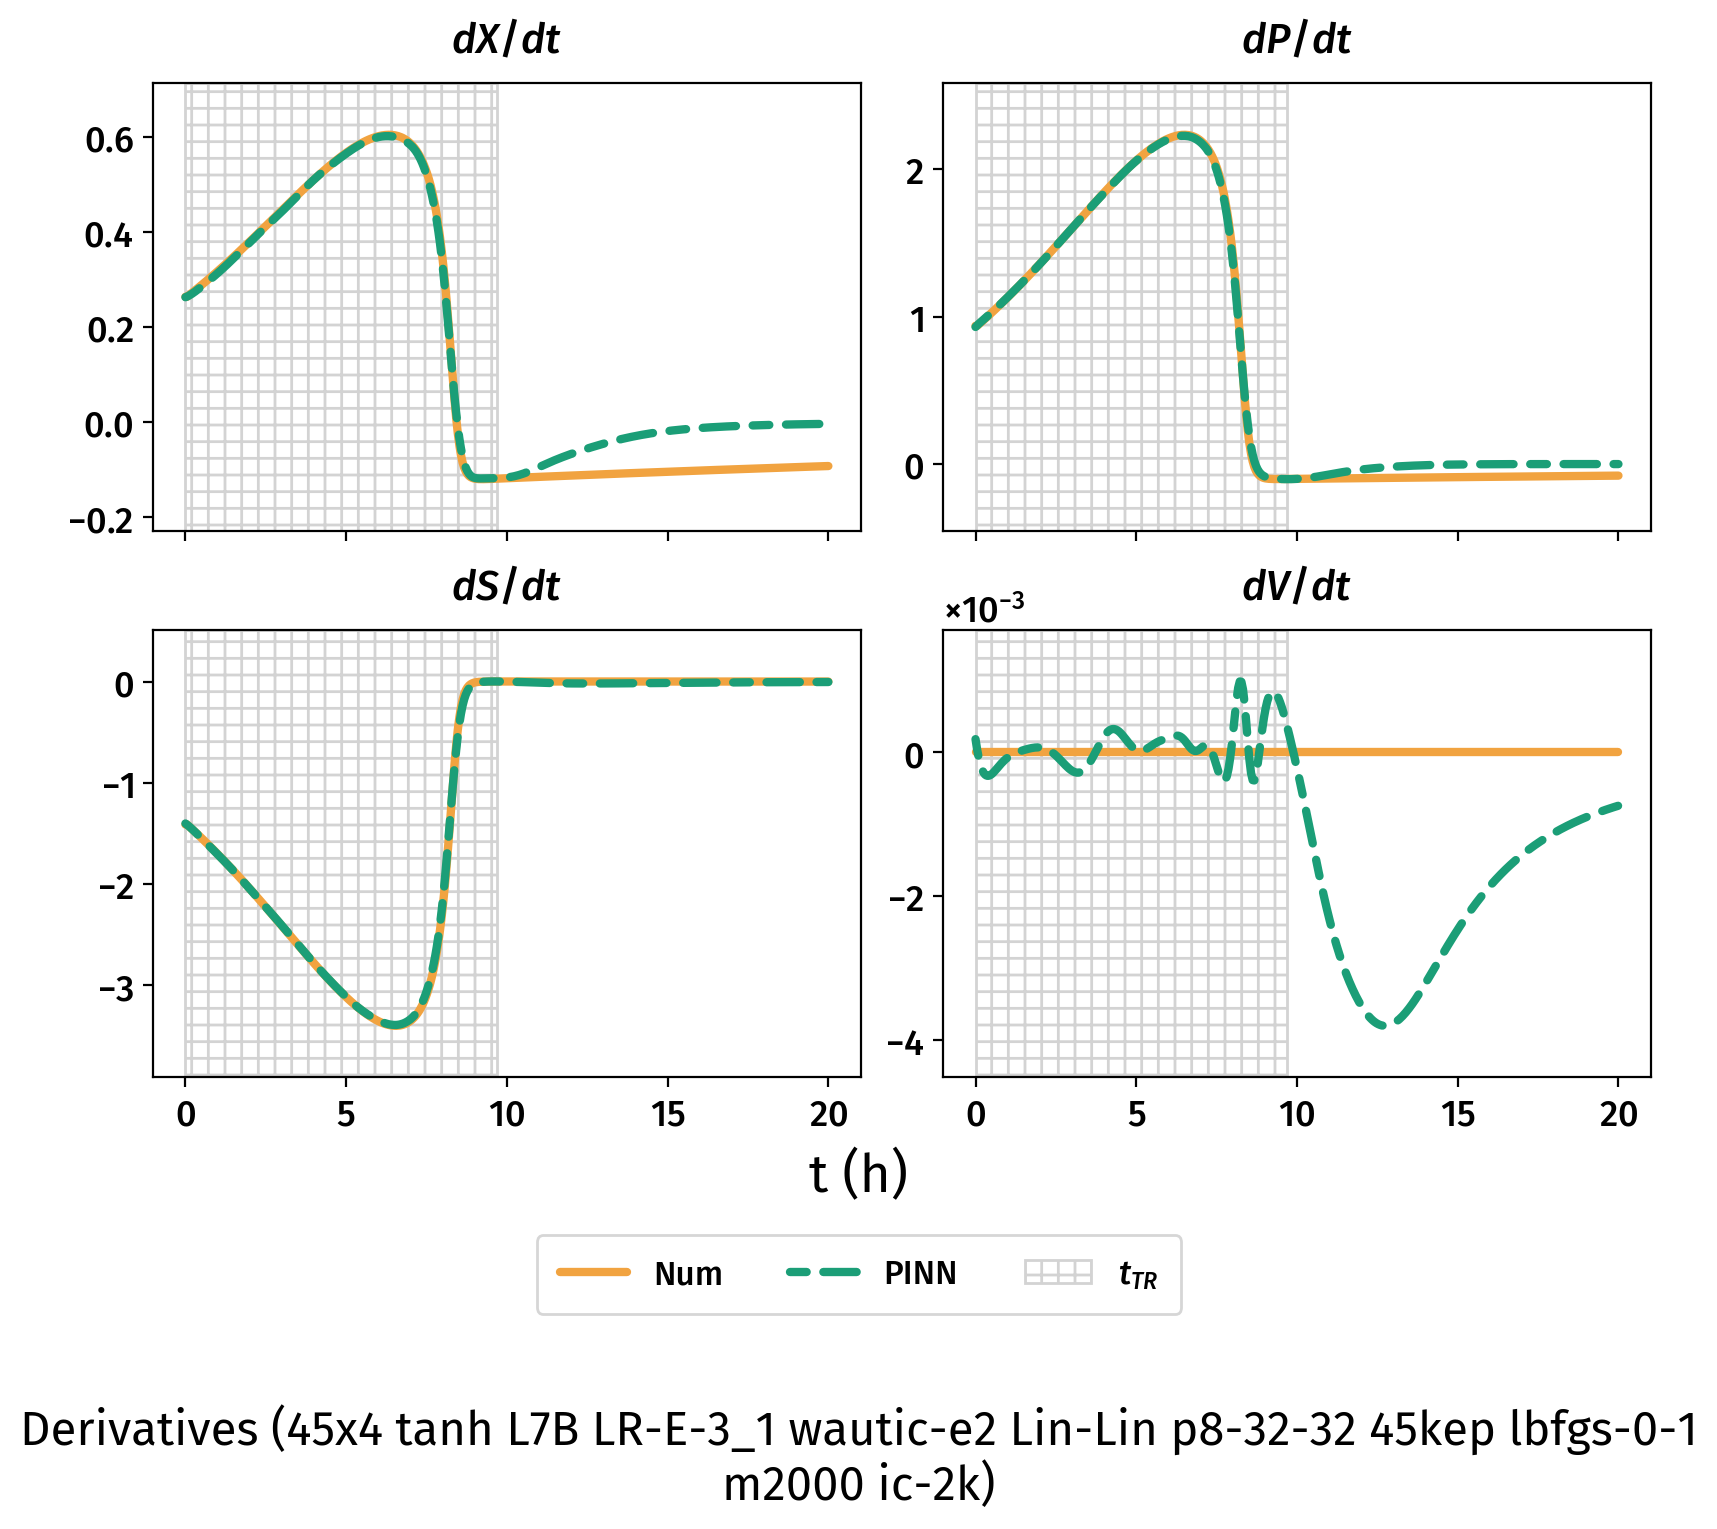 dX/dt
dP/dt
0.6
0.4
0.2
0.0
−0.2
2
1
0
dS/dt
dV/dt
×10⁻³
0
−1
−2
−3
0
−2
−4
0 5 10 15 20
0 5 10 15 20
t (h)
Num PINN t_TR
Derivatives (45x4 tanh L7B LR-E-3_1 wautic-e2 Lin-Lin p8-32-32 45kep lbfgs-0-1
m2000 ic-2k)